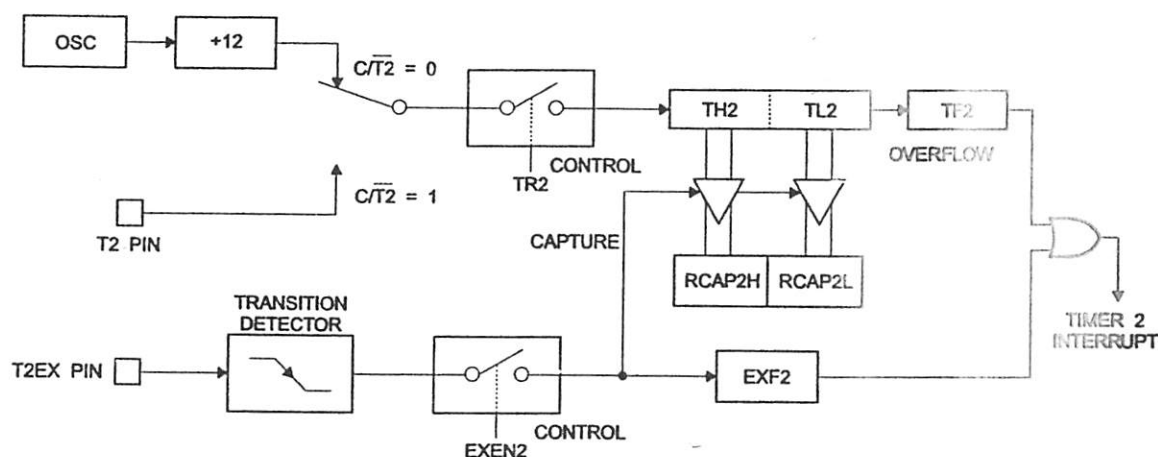 OSC
+12
C/T2 = 0
TR2
CONTROL
TH2
TL2
TF2
OVERFLOW
C/T2 = 1
T2 PIN
CAPTURE
RCAP2H
RCAP2L
TIMER 2
INTERRUPT
TRANSITION
DETECTOR
T2EX PIN
EXEN2
CONTROL
EXF2